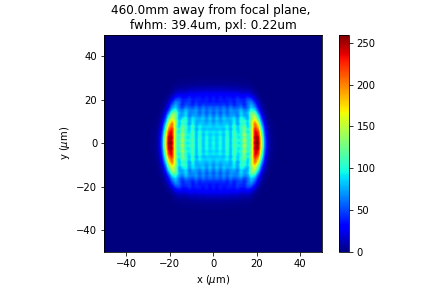 460.0mm away from focal plane,
fwhm: 39.4um, pxl: 0.22um
40
20
0
−20
−40
y (μm)
−40 −20 0 20 40
x (μm)
250
200
150
100
50
0